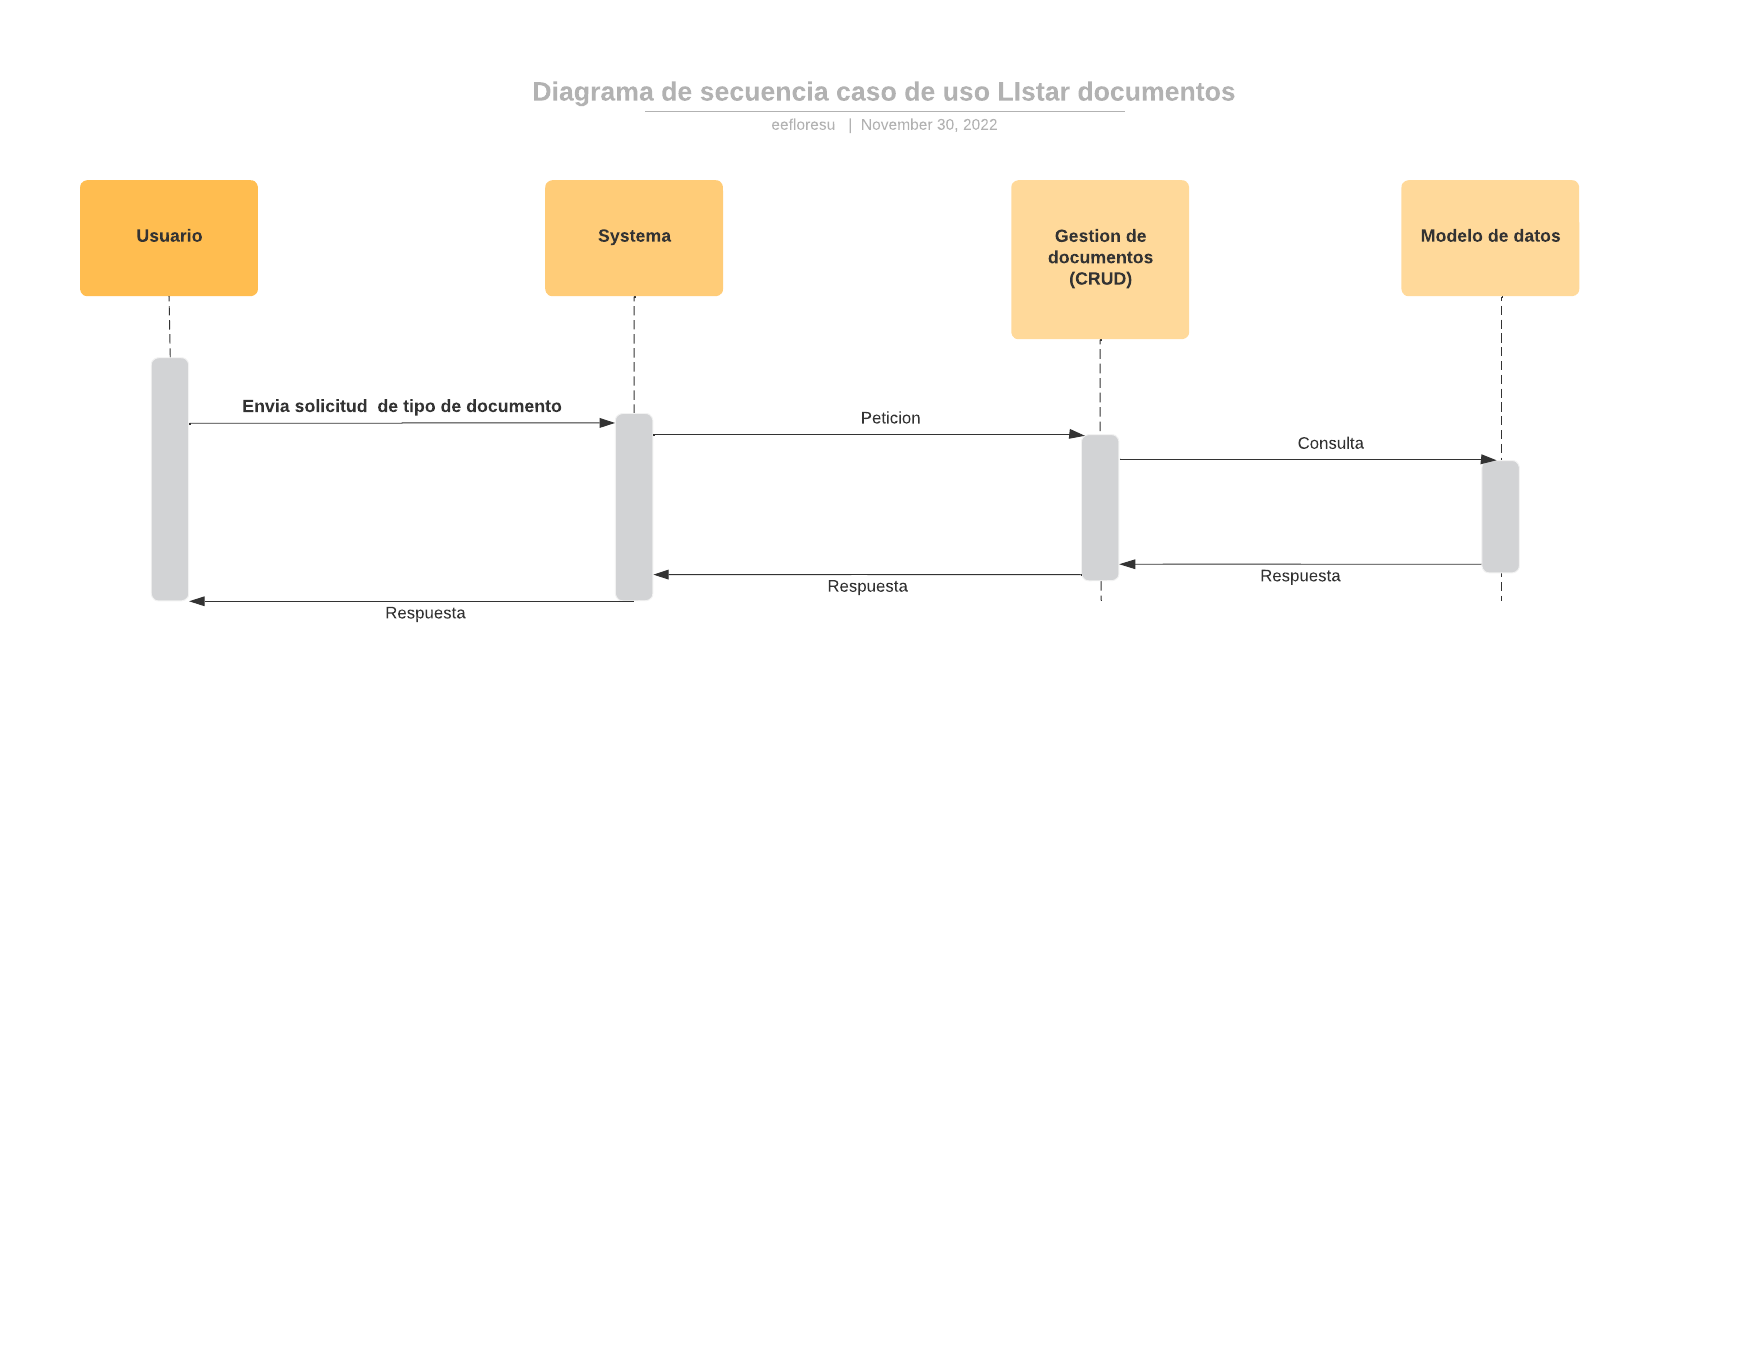 Diagrama de secuencia caso de uso LIstar documentos
eefloresu | November 30, 2022
Usuario
Systema
Gestion de
documentos
(CRUD)
Modelo de datos
Envia solicitud  de tipo de documento
Peticion
Consulta
Respuesta
Respuesta
Respuesta